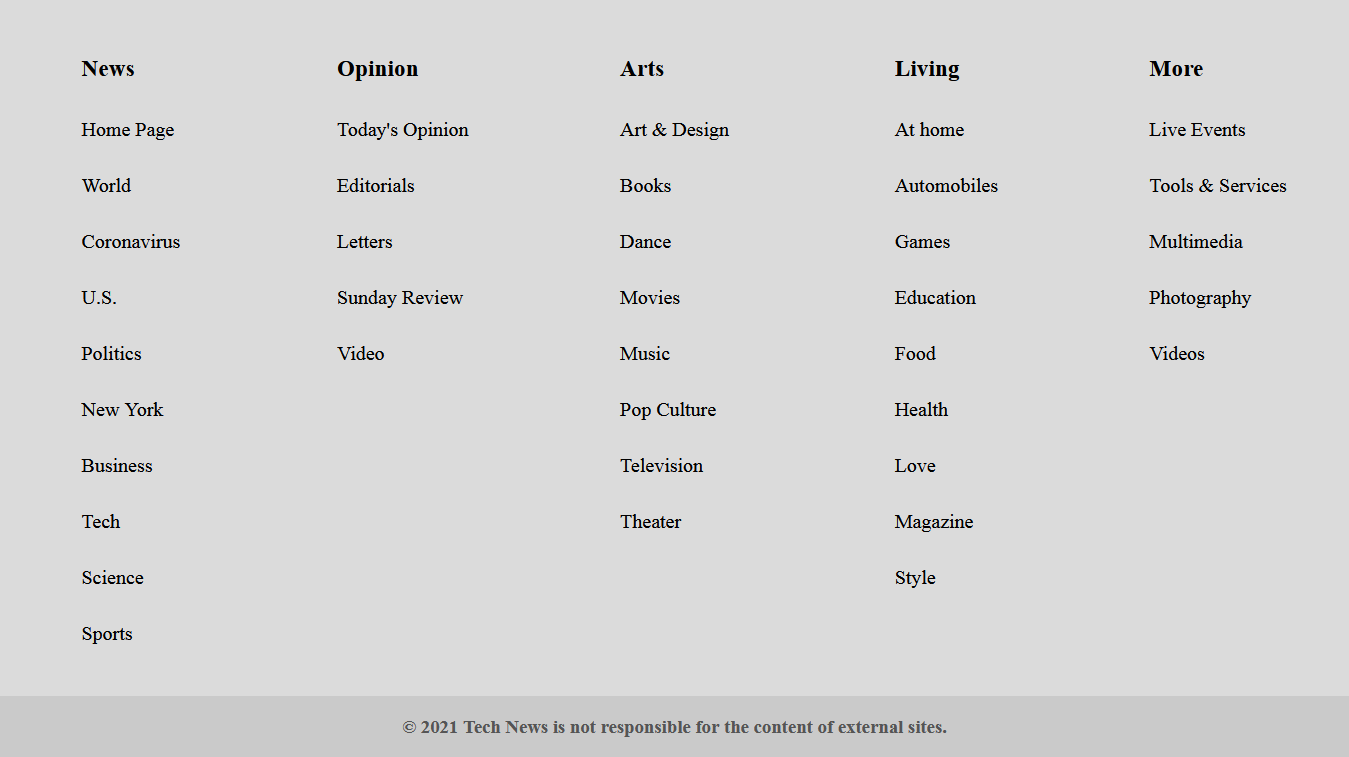 News
Home Page
World
Coronavirus
U.S.
Politics
New York
Business
Tech
Science
Sports
Opinion
Today's Opinion
Editorials
Letters
Sunday Review
Video
Arts
Art & Design
Books
Dance
Movies
Music
Pop Culture
Television
Theater
Living
At home
Automobiles
Games
Education
Food
Health
Love
Magazine
Style
More
Live Events
Tools & Services
Multimedia
Photography
Videos
© 2021 Tech News is not responsible for the content of external sites.